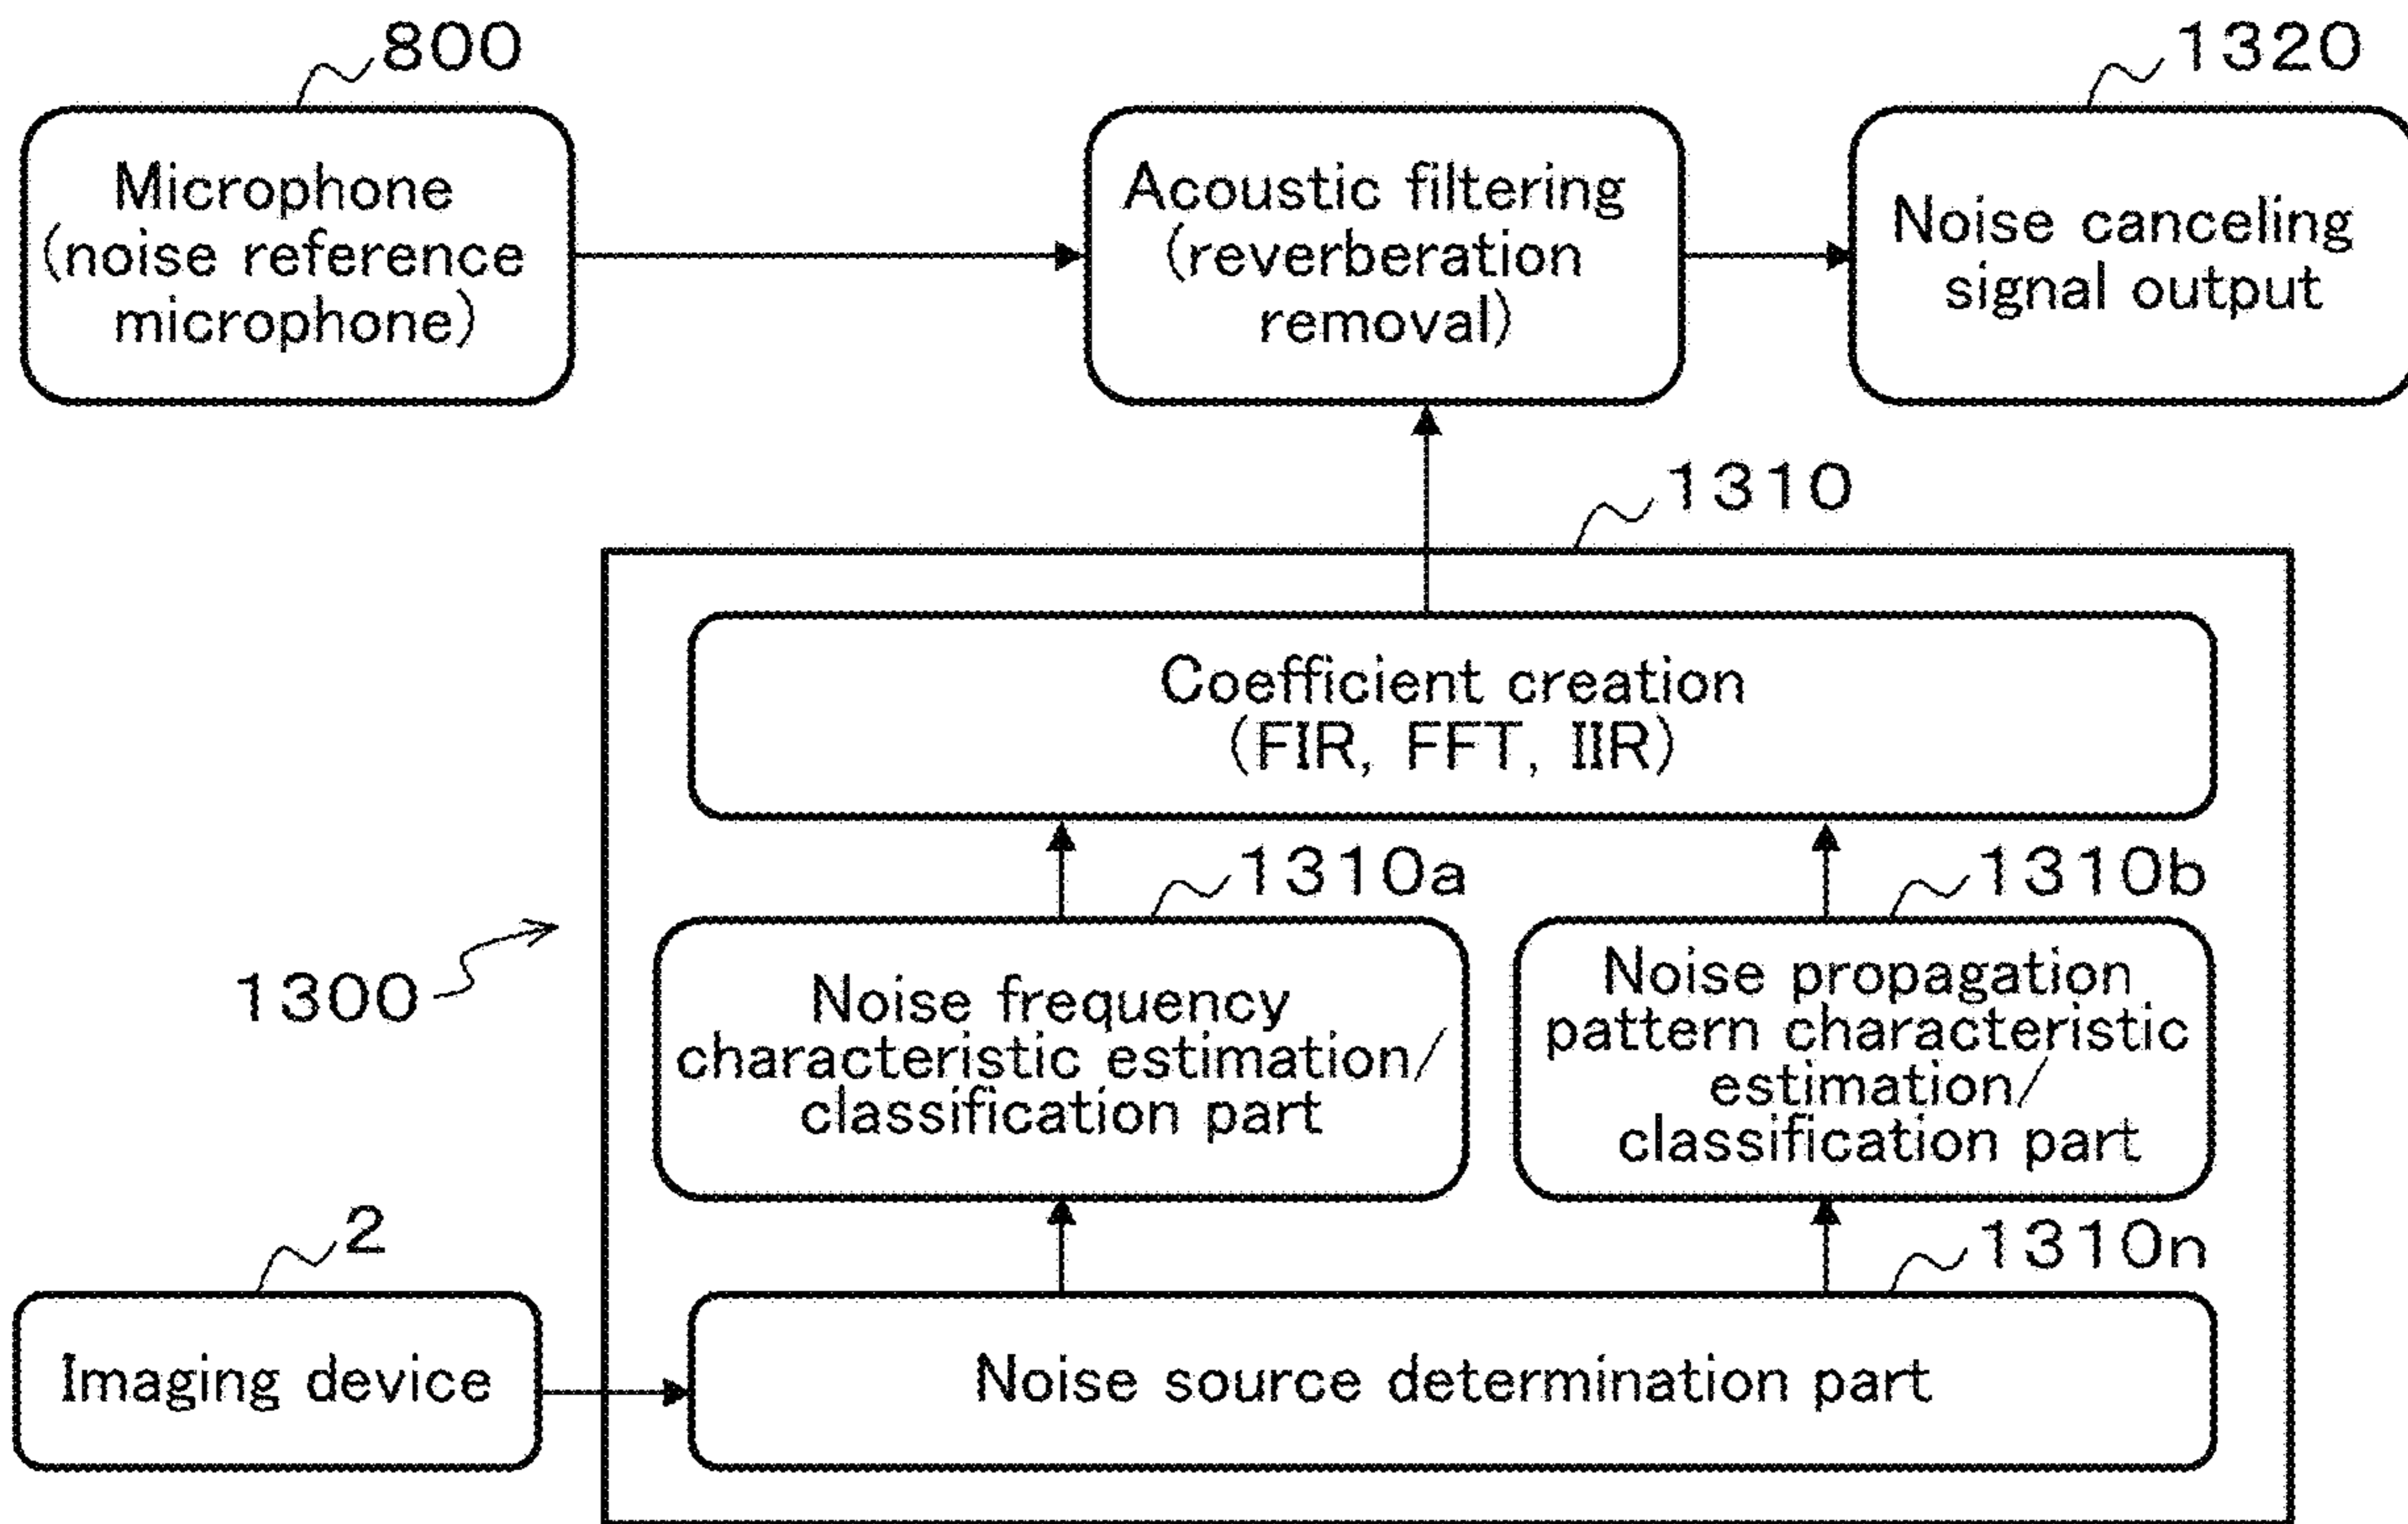 800
1320
Microphone
(noise reference
microphone)
Acoustic filtering
(reverberation
removal)
Noise canceling
signal output
1310
Coefficient creation
(FIR, FFT, IIR)
1310a
1310b
1300
Noise frequency
characteristic estimation/
classification part
Noise propagation
pattern characteristic
estimation/
classification part
2
1310n
Imaging device
Noise source determination part